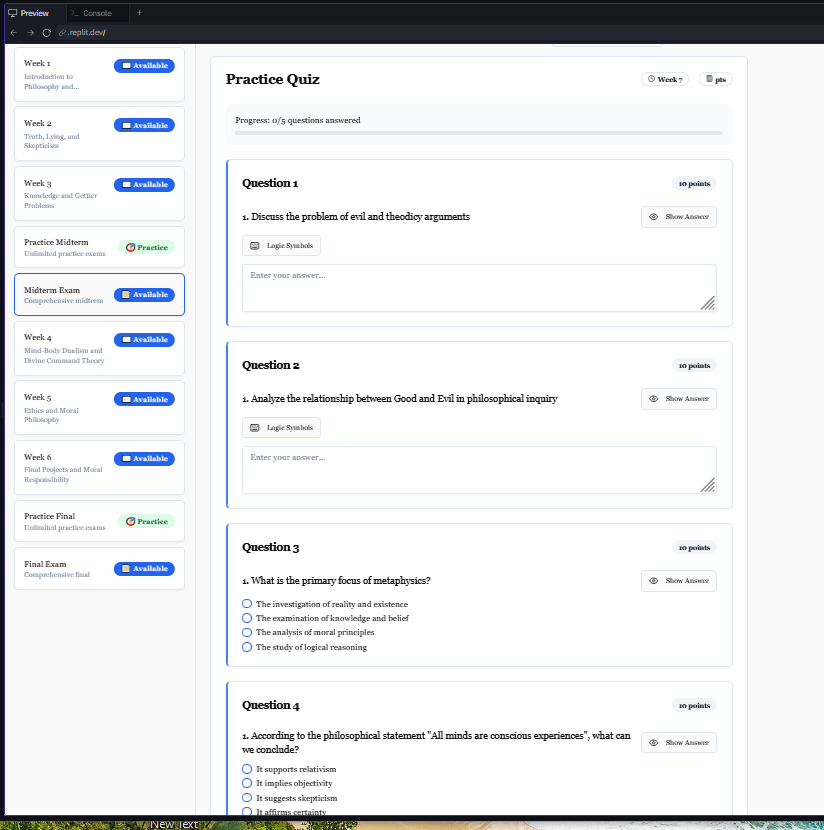 Preview
Console
.replit.dev/
Week 1
Available
Introduction to
Philosophy and...
Week 2
Available
Truth, Lying, and
Skepticism
Week 3
Available
Knowledge and Gettier
Problems
Practice Midterm
Practice
Unlimited practice exams
Midterm Exam
Available
Comprehensive midterm
Week 4
Available
Mind-Body Dualism and
Divine Command Theory
Week 5
Available
Ethics and Moral
Philosophy
Week 6
Available
Final Projects and Moral
Responsibility
Practice Final
Practice
Unlimited practice exams
Final Exam
Available
Comprehensive final
Practice Quiz
Week 7
pts
Progress: 0/5 questions answered
Question 1
10 points
1. Discuss the problem of evil and theodicy arguments
Show Answer
Logic Symbols
Enter your answer...
Question 2
10 points
1. Analyze the relationship between Good and Evil in philosophical inquiry
Show Answer
Logic Symbols
Enter your answer...
Question 3
10 points
1. What is the primary focus of metaphysics?
Show Answer
The investigation of reality and existence
The examination of knowledge and belief
The analysis of moral principles
The study of logical reasoning
Question 4
10 points
1. According to the philosophical statement "All minds are conscious experiences", what can
we conclude?
Show Answer
It supports relativism
It implies objectivity
It suggests skepticism
It affirms certainty
New Text